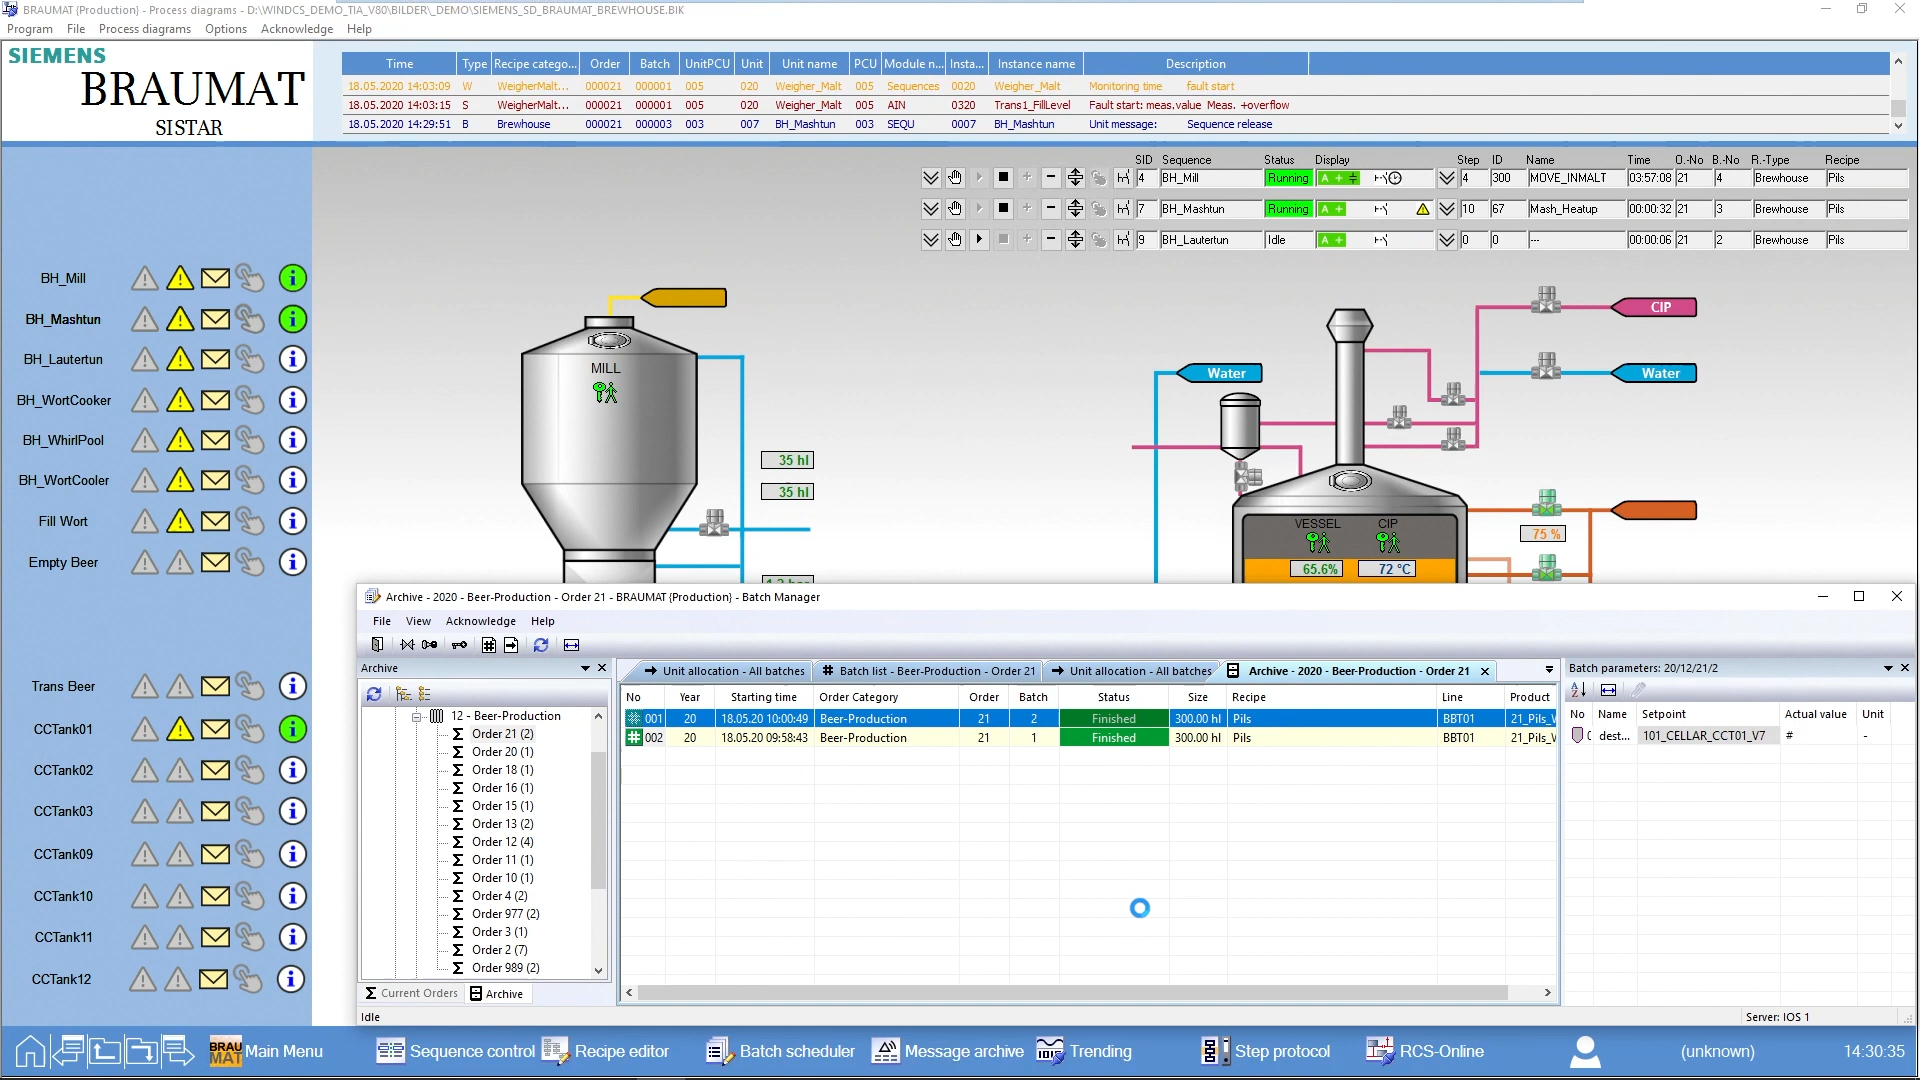 BRAUMAT {Production} - Process diagrams - D:\WINDCS_DEMO_TIA_V80\BILDER\_DEMO\SIEMENS_SD_BRAUMAT_BREWHOUSE.BIK
Program File Process diagrams Options Acknowledge Help
SIEMENS
BRAUMAT
SISTAR
Time Type Recipe catego... Order Batch UnitPCU Unit Unit name PCU Module n... Insta... Instance name Description
18.05.2020 14:03:09 W WeigherMalt... 000021 000001 005 020 Weigher_Malt 005 Sequences 0020 Weigher_Malt Monitoring time fault start
18.05.2020 14:03:15 S WeigherMalt... 000021 000001 005 020 Weigher_Malt 005 AIN 0320 Trans1_FillLevel Fault start: meas.value Meas. +overflow
18.05.2020 14:29:51 B Brewhouse 000021 000003 003 007 BH_Mashtun 003 SEQU 0007 BH_Mashtun Unit message: Sequence release
SID Sequence Status Display Step ID Name Time O.-No B.-No R.-Type Recipe
4 BH_Mill Running A + 4 300 MOVE_INMALT 03:57:08 21 4 Brewhouse Pils
7 BH_Mashtun Running A + 10 67 Mash_Heatup 00:00:32 21 3 Brewhouse Pils
9 BH_Lautertun Idle A + 0 0 --- 00:00:06 21 2 Brewhouse Pils
BH_Mill
BH_Mashtun
BH_Lautertun
BH_WortCooker
BH_WhirlPool
BH_WortCooler
Fill Wort
Empty Beer
Trans Beer
CCTank01
CCTank02
CCTank03
CCTank09
CCTank10
CCTank11
CCTank12
MILL
35 hl
35 hl
CIP
Water
Water
VESSEL CIP
65.6% 72 °C
75 %
Archive - 2020 - Beer-Production - Order 21 - BRAUMAT {Production} - Batch Manager
File View Acknowledge Help
Archive
12 - Beer-Production
Order 21 (2)
Order 20 (1)
Order 18 (1)
Order 16 (1)
Order 15 (1)
Order 13 (2)
Order 12 (4)
Order 11 (1)
Order 10 (1)
Order 4 (2)
Order 977 (2)
Order 3 (1)
Order 2 (7)
Order 989 (2)
Current Orders Archive
Unit allocation - All batches Batch list - Beer-Production - Order 21 Unit allocation - All batches Archive - 2020 - Beer-Production - Order 21
No Year Starting time Order Category Order Batch Status Size Recipe Line Product
001 20 18.05.20 10:00:49 Beer-Production 21 2 Finished 300.00 hl Pils BBT01 21_Pils_
002 20 18.05.20 09:58:43 Beer-Production 21 1 Finished 300.00 hl Pils BBT01 21_Pils_
Batch parameters: 20/12/21/2
No Name Setpoint Actual value Unit
dest... 101_CELLAR_CCT01_V7 # -
Idle
Server: IOS 1
BRAU
MAT
Main Menu Sequence control Recipe editor Batch scheduler Message archive Trending Step protocol RCS-Online (unknown) 14:30:35